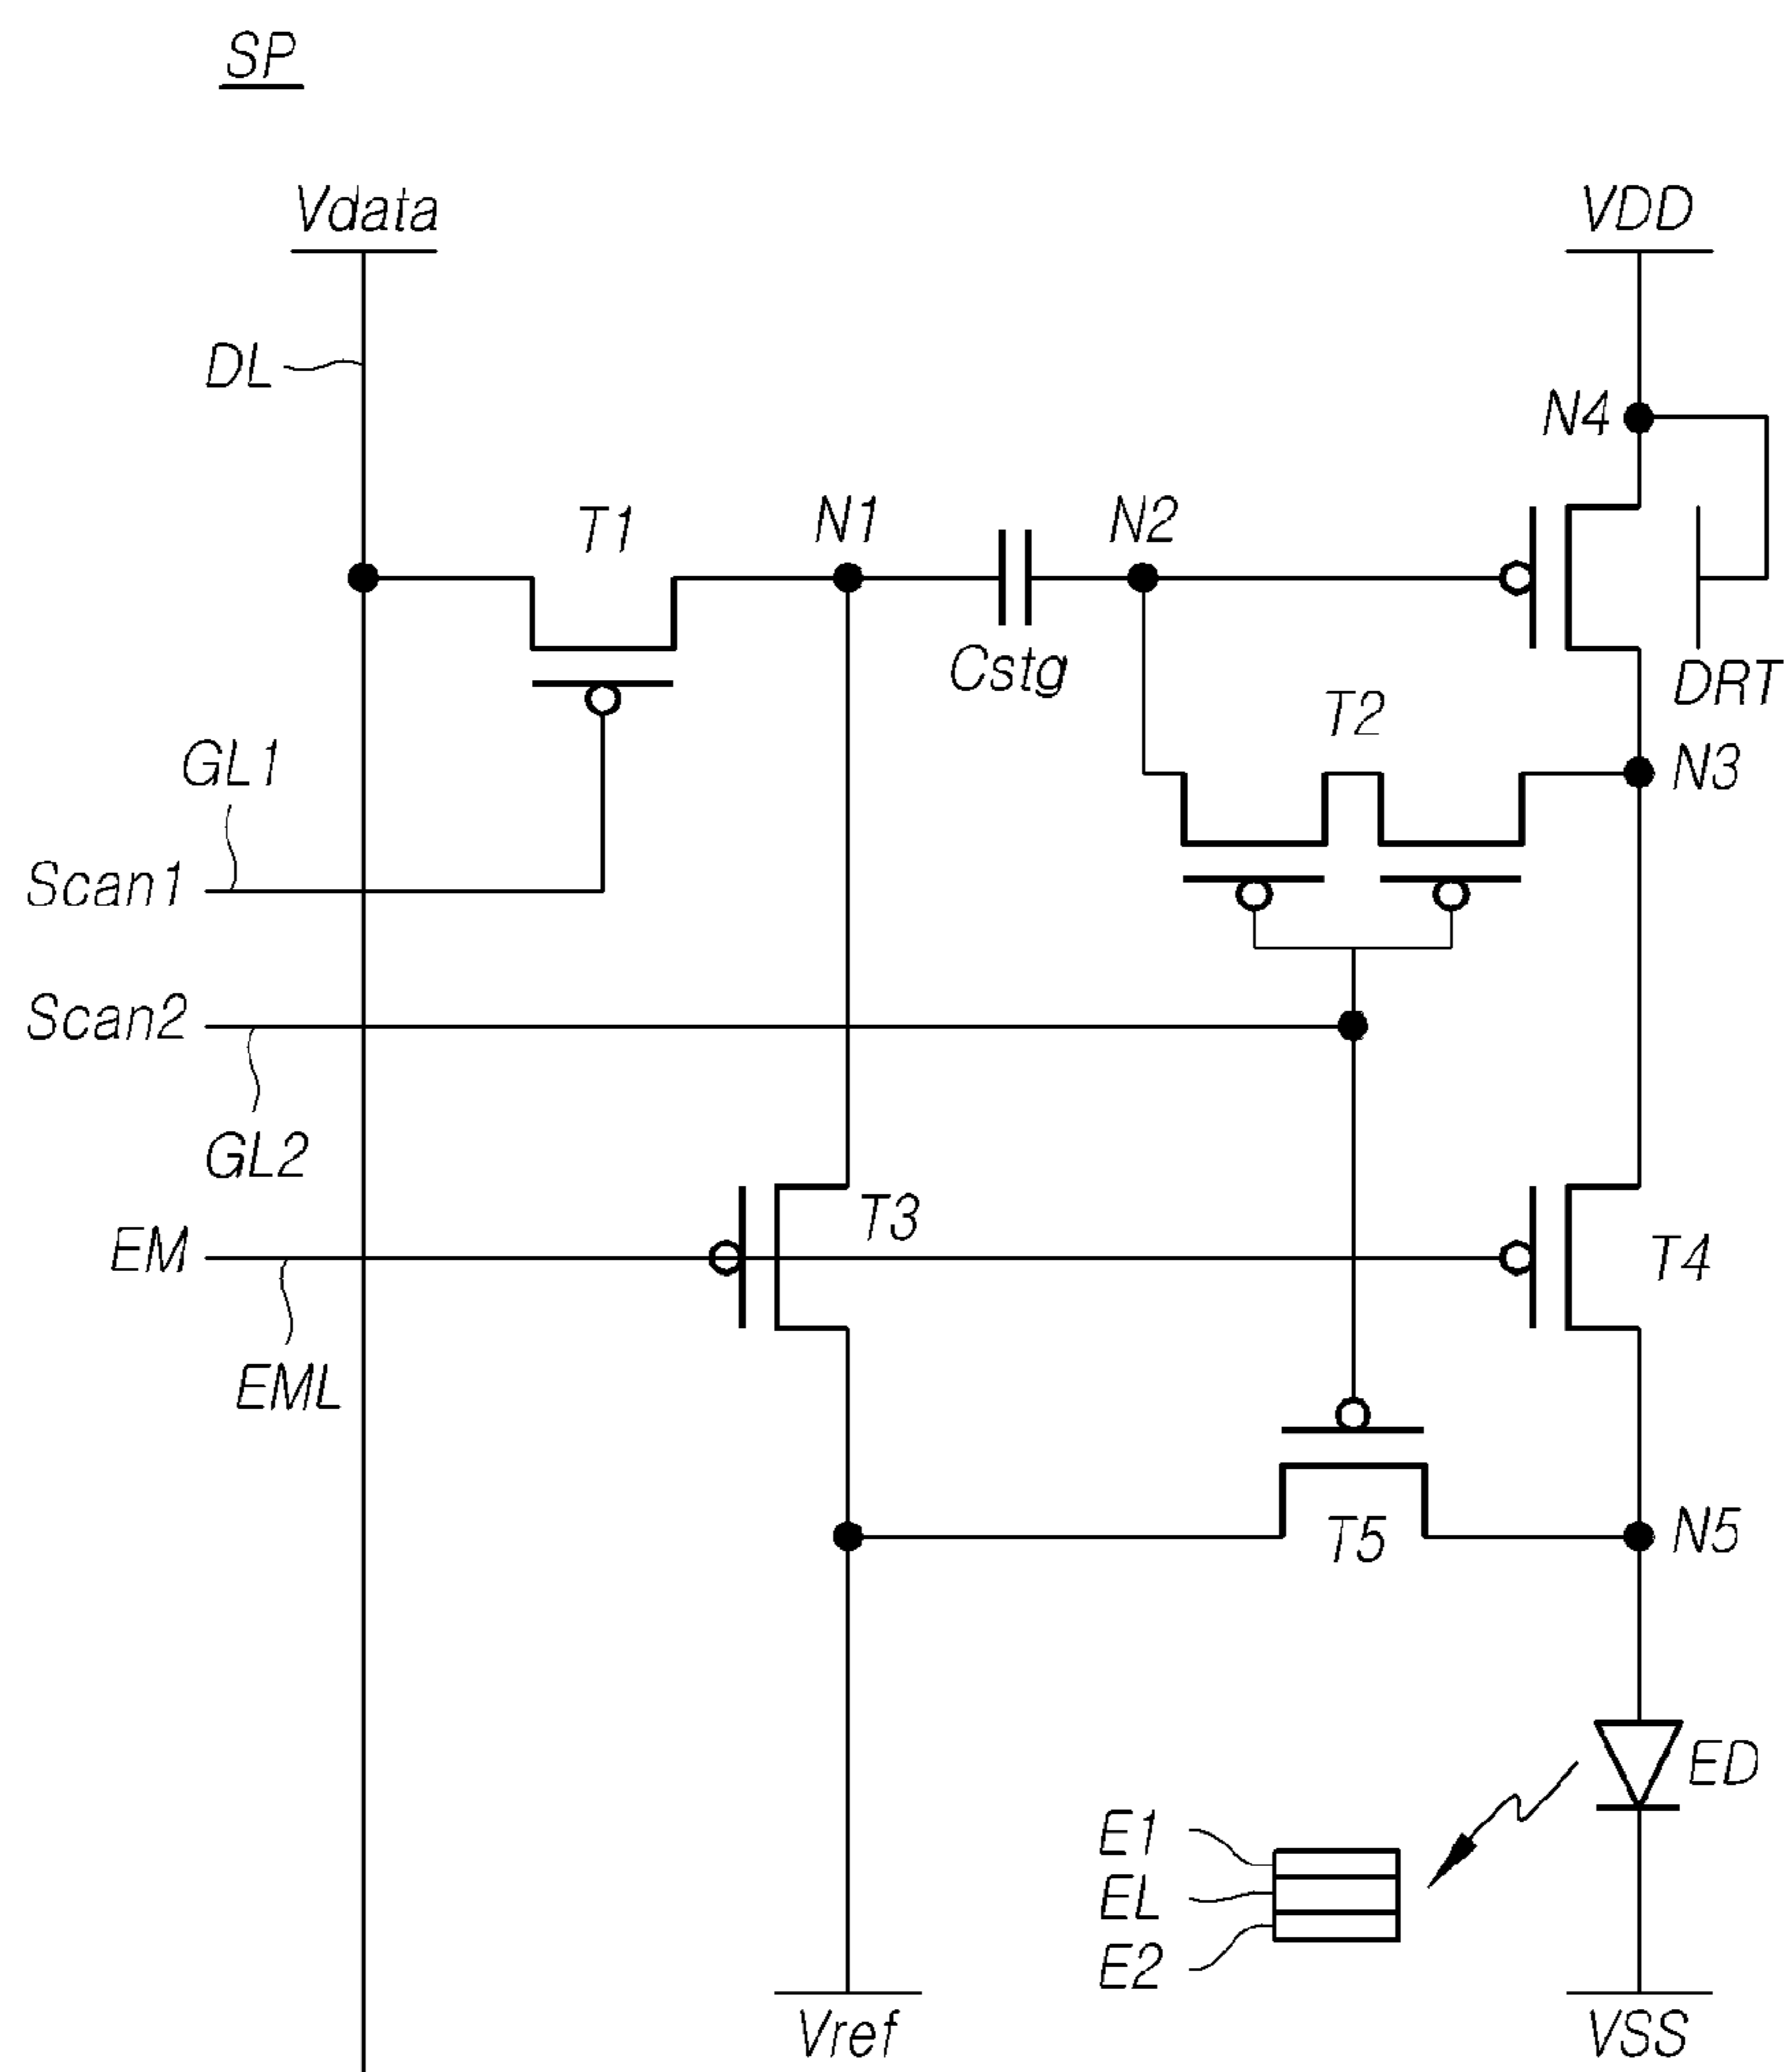 SP
Vdata
VDD
DL
N4
T1
N1
N2
Cstg
DRT
T2
GL1
N3
Scan1
Scan2
GL2
T3
EM
T4
EML
T5
N5
ED
E1
EL
E2
Vref
VSS